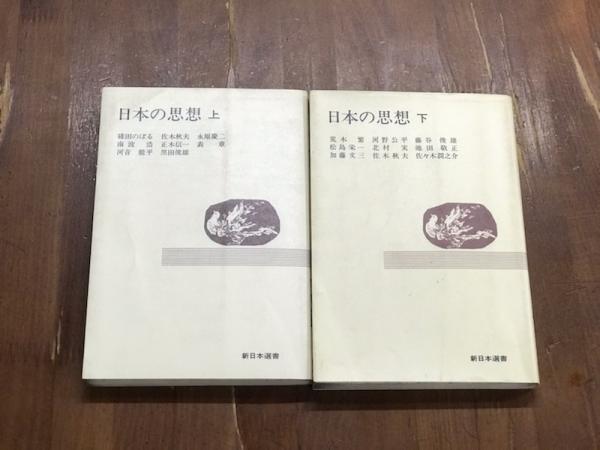 日本の思想 上
蔵田のぼる 佐木秋夫 永原慶二
南波 浩 正木信一 表 章
河音能平 黒田俊雄
新日本選書
日本の思想 下
荒木 繁 河野公平 藤谷俊雄
松島栄一 北村 実 池田敬正
加藤文三 佐木秋夫 佐々木潤之介
新日本選書